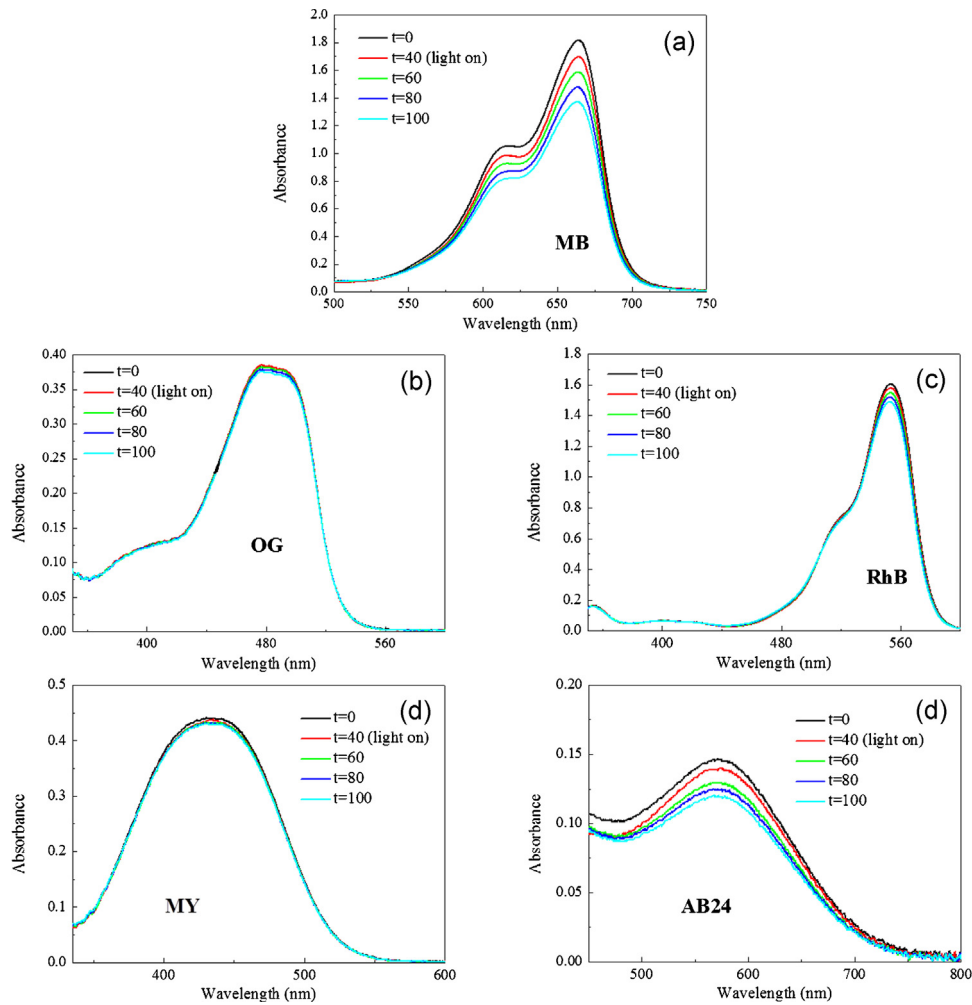 (a)
t=0
t=40 (light on)
t=60
t=80
t=100
MB
Absorbance
2.0
1.8
1.6
1.4
1.2
1.0
0.8
0.6
0.4
0.2
0.0
500 550 600 650 700 750
Wavelength (nm)
(b)
t=0
t=40 (light on)
t=60
t=80
t=100
OG
Absorbance
0.40
0.35
0.30
0.25
0.20
0.15
0.10
0.05
0.00
400 480 560
Wavelength (nm)
(c)
t=0
t=40 (light on)
t=60
t=80
t=100
RhB
Absorbance
1.8
1.6
1.4
1.2
1.0
0.8
0.6
0.4
0.2
0.0
400 480 560
Wavelength (nm)
(d)
t=0
t=40 (light on)
t=60
t=80
t=100
MY
Absorbance
0.5
0.4
0.3
0.2
0.1
0.0
400 500 600
Wavelength (nm)
(d)
t=0
t=40 (light on)
t=60
t=80
t=100
AB24
Absorbance
0.20
0.15
0.10
0.05
0.00
500 600 700 800
Wavelength (nm)